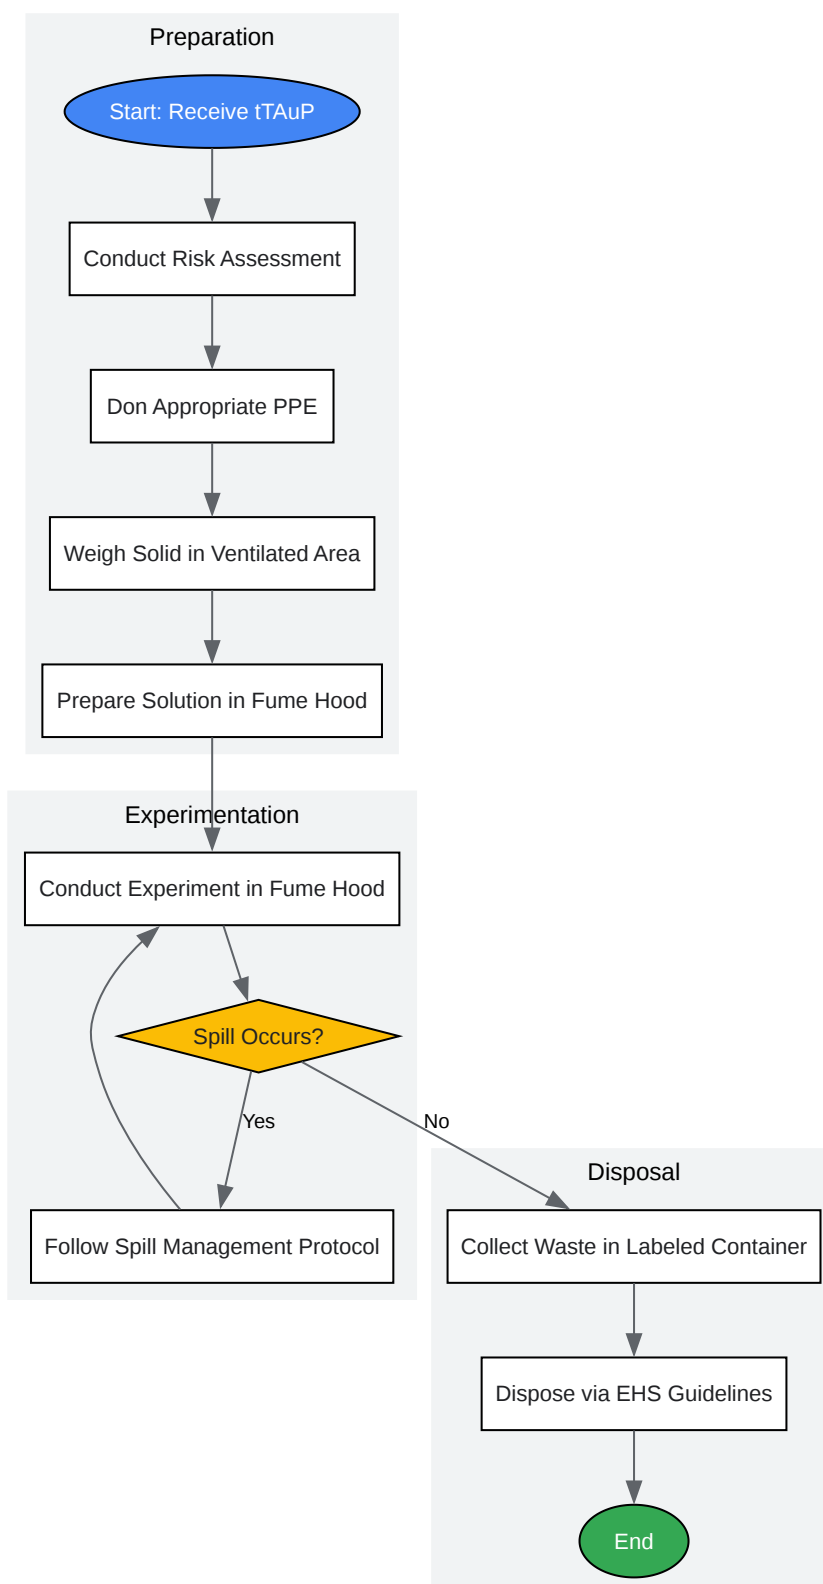 Preparation
Start: Receive tTAuP
Conduct Risk Assessment
Don Appropriate PPE
Weigh Solid in Ventilated Area
Prepare Solution in Fume Hood
Experimentation
Conduct Experiment in Fume Hood
Spill Occurs?
Yes
No
Follow Spill Management Protocol
Disposal
Collect Waste in Labeled Container
Dispose via EHS Guidelines
End